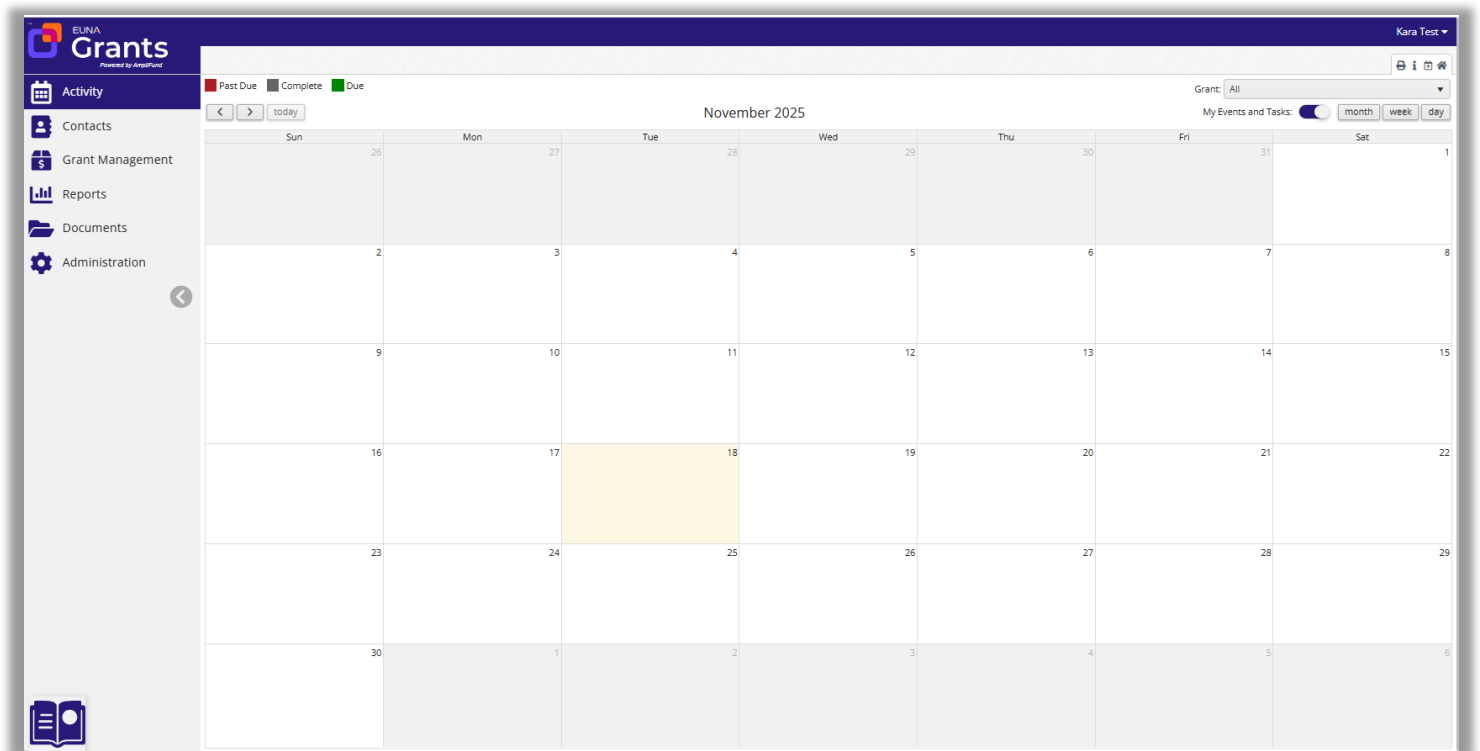 EUNA
Grants
Powered by AmpliFund
Kara Test
Activity
Contacts
Grant Management
Reports
Documents
Administration
Past Due Complete Due
Grant: All
today
November 2025
My Events and Tasks: month week day
Sun Mon Tue Wed Thu Fri Sat
26 27 28 29 30 31 1
2 3 4 5 6 7 8
9 10 11 12 13 14 15
16 17 18 19 20 21 22
23 24 25 26 27 28 29
30 1 2 3 4 5 6